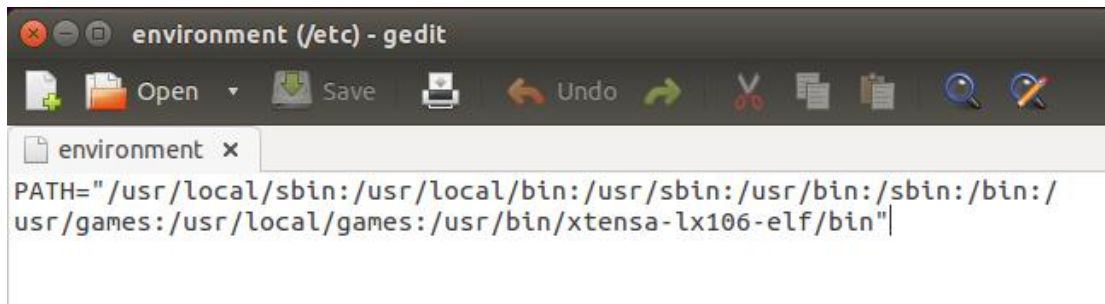 environment (/etc) - gedit
Open Save Undo
environment ×
PATH="/usr/local/sbin:/usr/local/bin:/usr/sbin:/usr/bin:/sbin:/bin:/
usr/games:/usr/local/games:/usr/bin/xtensa-lx106-elf/bin"